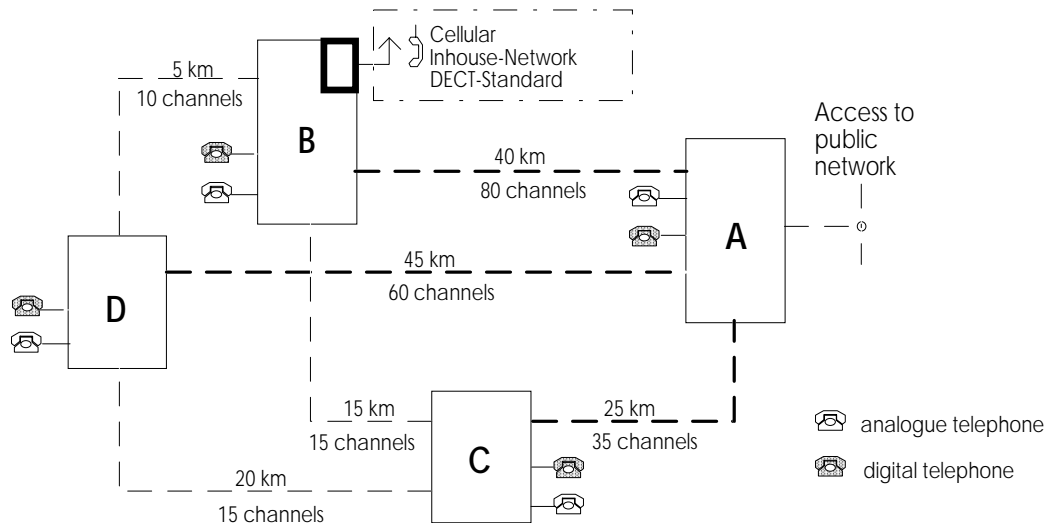 Cellular
Inhouse-Network
DECT-Standard
5 km
10 channels
B
Access to
public
network
40 km
80 channels
A
45 km
60 channels
D
15 km
15 channels
25 km
35 channels
C
20 km
15 channels
analogue telephone
digital telephone